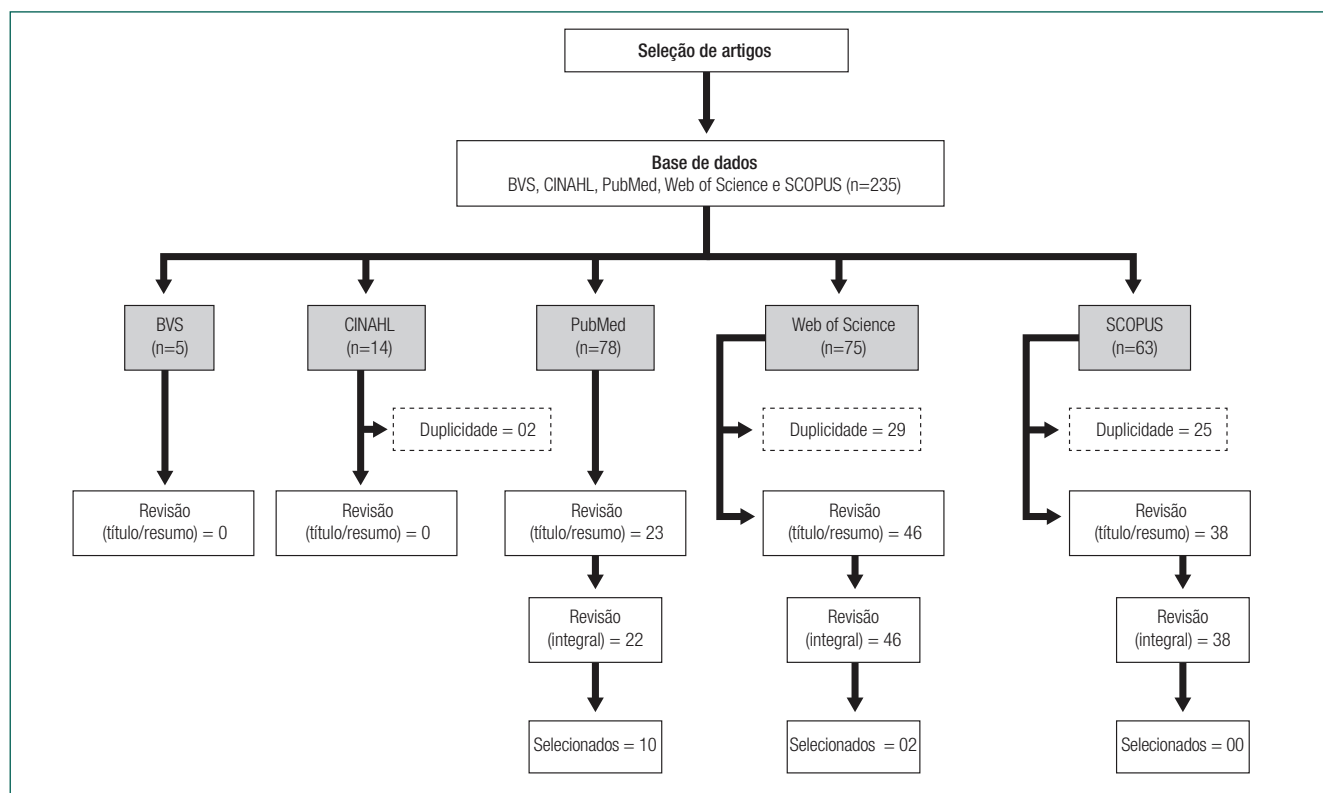 Seleção de artigos
Base de dados
BVS, CINAHL, PubMed, Web of Science e SCOPUS (n=235)
BVS
(n=5)
CINAHL
(n=14)
PubMed
(n=78)
Web of Science
(n=75)
SCOPUS
(n=63)
Duplicidade = 02
Duplicidade = 29
Duplicidade = 25
Revisão
(título/resumo) = 0
Revisão
(título/resumo) = 0
Revisão
(título/resumo) = 23
Revisão
(título/resumo) = 46
Revisão
(título/resumo) = 38
Revisão
(integral) = 22
Revisão
(integral) = 46
Revisão
(integral) = 38
Selecionados = 10
Selecionados = 02
Selecionados = 00